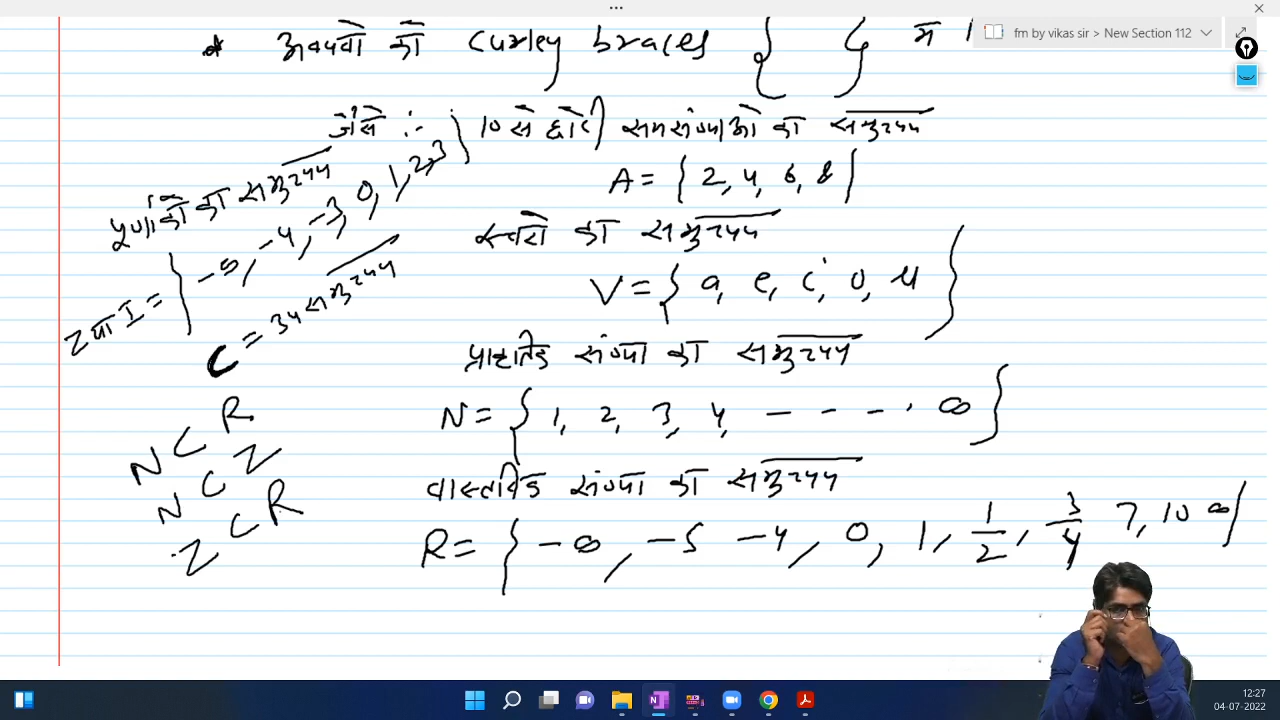 अवयवों को curley braces { } में
fm by vikas sir > New Section 112
जैसे :- 10 से छोटी समसंख्याओं का समुच्चय
A = { 2, 4, 6, 8 }
स्वरों का समुच्चय
V = { a, e, i, o, u }
प्राकृतिक संख्या का समुच्चय
N = { 1, 2, 3, 4, - - - . ∞ }
वास्तविक संख्या का समुच्चय
R = { -∞, -5 -4, 0, 1, 1/2, 3/4 7, 10 ∞ }
पूर्णांकों का समुच्चय
Z या I = { -∞, -4, -3, 0, 1, 2, 3 }
C = उपसमुच्चय
N C R
N C Z
Z C R
12:27
04-07-2022